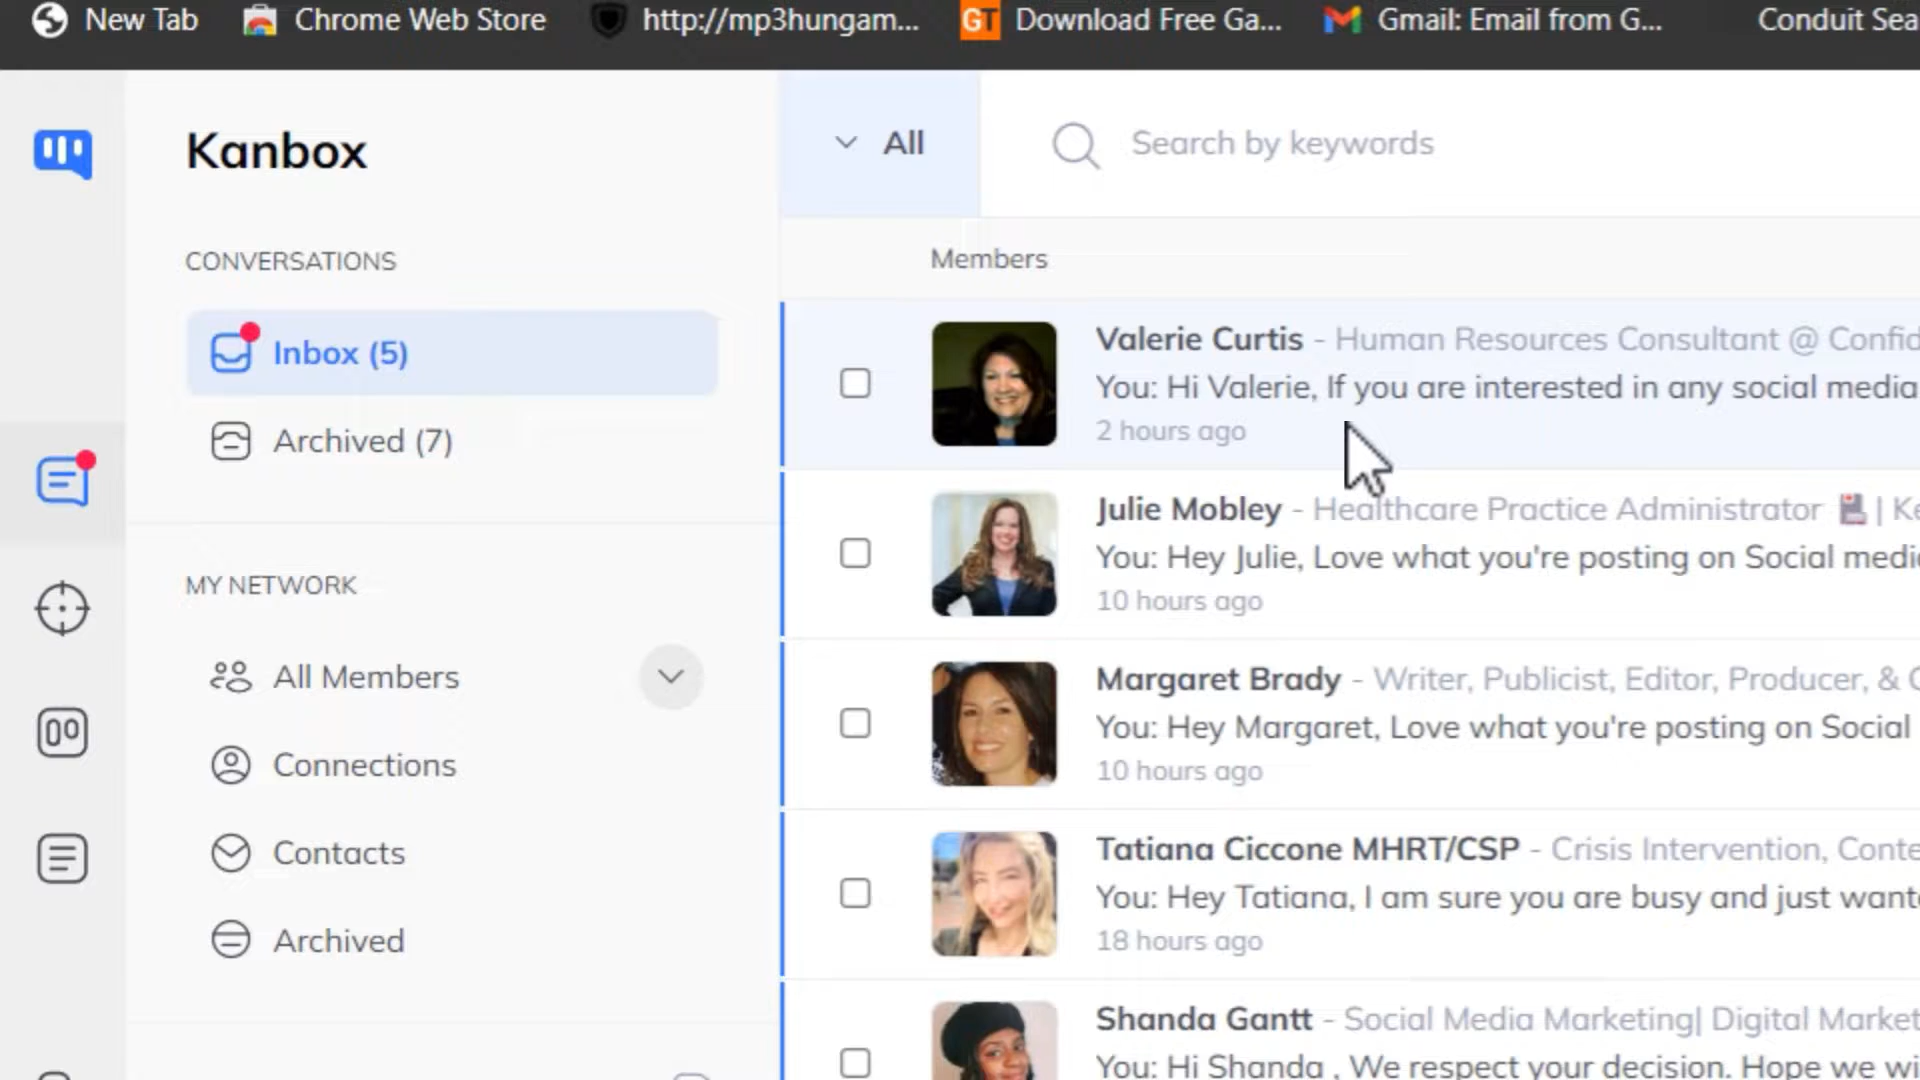 New Tab
Chrome Web Store
http://mp3hungam...
GT
Download Free Ga...
Gmail: Email from G...
Conduit Sea
Kanbox
All
Search by keywords
CONVERSATIONS
Members
Inbox (5)
Archived (7)
MY NETWORK
All Members
Connections
Contacts
Archived
Valerie Curtis - Human Resources Consultant @ Confid
You: Hi Valerie, If you are interested in any social media
2 hours ago
Julie Mobley - Healthcare Practice Administrator 💾 | Ke
You: Hey Julie, Love what you're posting on Social medi
10 hours ago
Margaret Brady - Writer, Publicist, Editor, Producer, & C
You: Hey Margaret, Love what you're posting on Social
10 hours ago
Tatiana Ciccone MHRT/CSP - Crisis Intervention, Conte
You: Hey Tatiana, I am sure you are busy and just want
18 hours ago
Shanda Gantt - Social Media Marketing| Digital Market
You: Hi Shanda , We respect your decision. Hope we wi